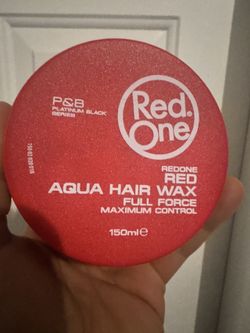 Red.
One
P&B
PLATINUM BLACK
SERIES
REDONE
RED
AQUA HAIR WAX
FULL FORCE
MAXIMUM CONTROL
150ml e